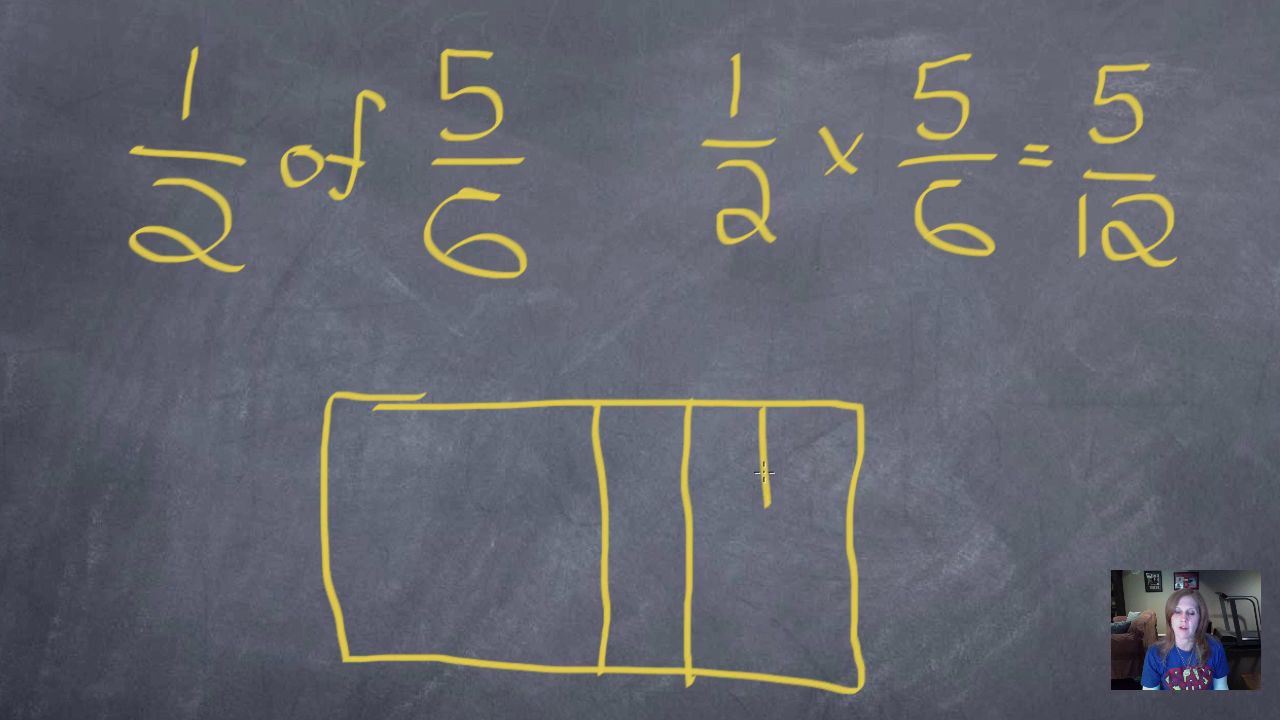 1/2 of 5/6
1/2 x 5/6 = 5/12